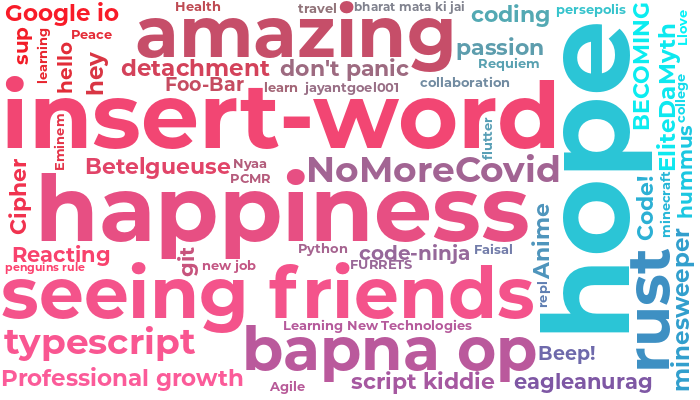 Google io
Health
travel
bharat mata ki jai
coding
persepolis
amazing
sup
learning
hello
Peace
hey
passion
Requiem
detachment
don't panic
Foo-Bar
learn
jayantgoel001
collaboration
insert-word
hope
BECOMING
EliteDaMyth
Llove
college
Eminem
flutter
Betelgueuse
Nyaa
PCMR
NoMoreCovid
Cipher
happiness
Code!
minecraft
hummus
Reacting
git
Python
code-ninja
Faisal
Anime
penguins rule
new job
FURRETS
seeing friends
repl
rust
minesweeper
typescript
Learning New Technologies
bapna op
Beep!
Professional growth
Agile
script kiddie
eagleanurag